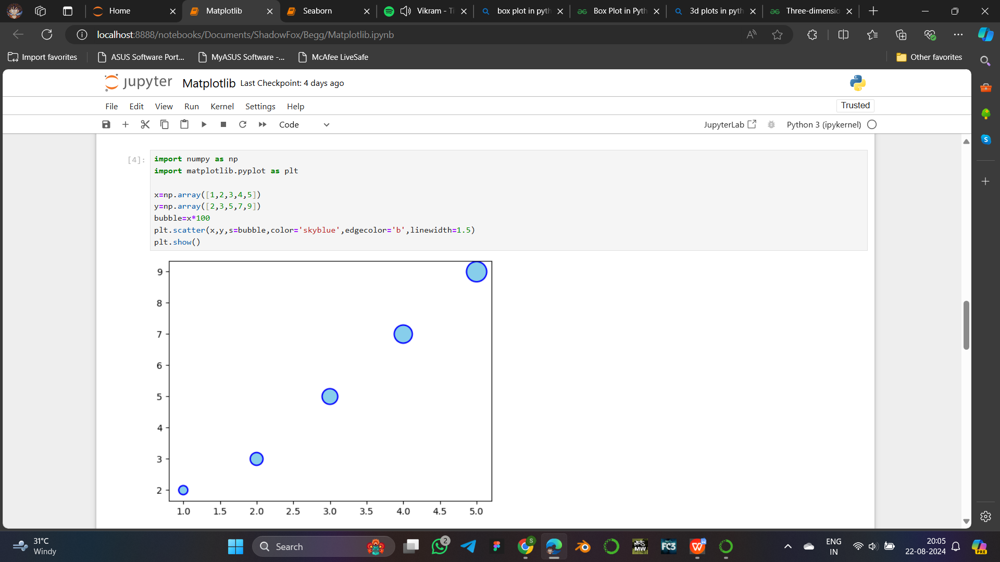 Home
Matplotlib
Seaborn
Vikram - Ti
box plot in pyth
Box Plot in Pyth
3d plots in pyth
Three-dimensio
localhost:8888/notebooks/Documents/ShadowFox/Begg/Matplotlib.ipynb
Import favorites
ASUS Software Port...
MyASUS Software -...
McAfee LiveSafe
Other favorites
jupyter Matplotlib Last Checkpoint: 4 days ago
File Edit View Run Kernel Settings Help
Trusted
Code
JupyterLab
Python 3 (ipykernel)
[4]:
import numpy as np
import matplotlib.pyplot as plt
x=np.array([1,2,3,4,5])
y=np.array([2,3,5,7,9])
bubble=x*100
plt.scatter(x,y,s=bubble,color='skyblue',edgecolor='b',linewidth=1.5)
plt.show()
9
8
7
6
5
4
3
2
1.0 1.5 2.0 2.5 3.0 3.5 4.0 4.5 5.0
31°C
Windy
Search
2
S
MW
FC3
W
ENG
IN
20:05
22-08-2024
PRE